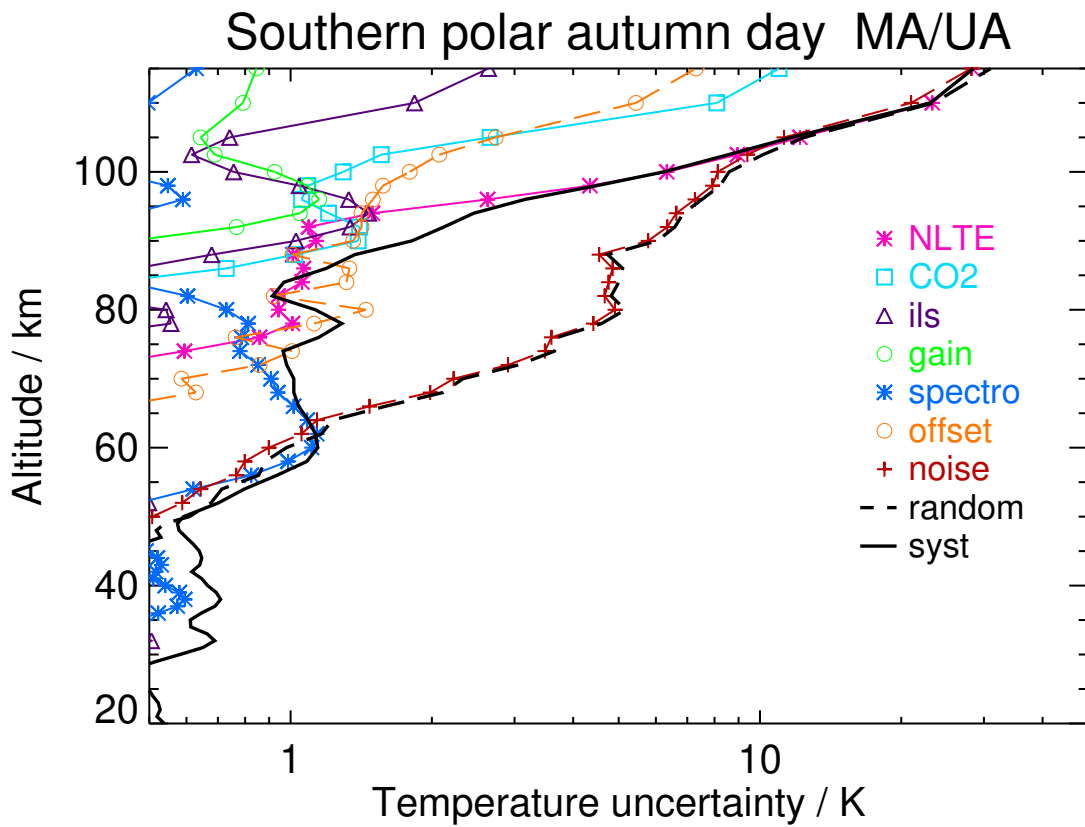 Southern polar autumn day MA/UA
Altitude / km
100
80
60
40
20
1
10
Temperature uncertainty / K
NLTE
CO2
ils
gain
spectro
offset
noise
random
syst